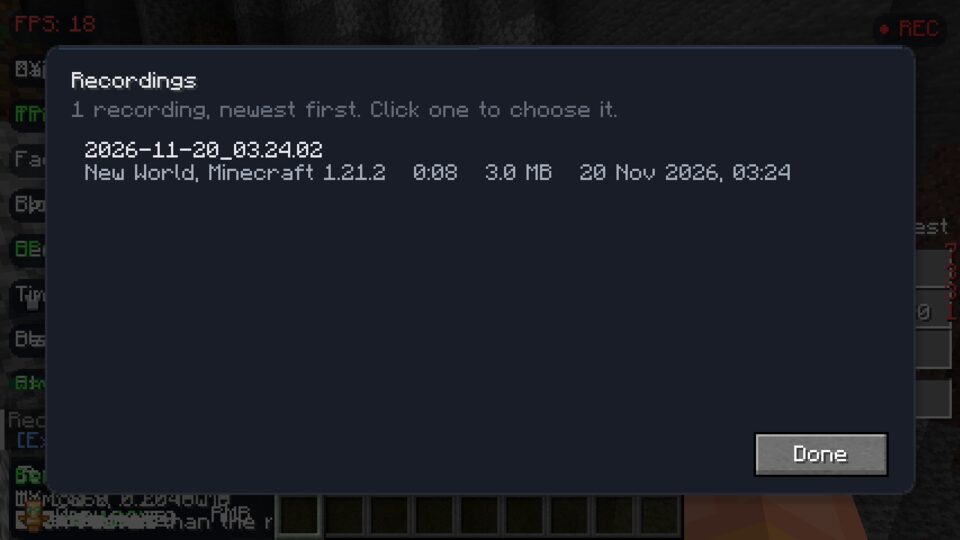 FPS: 18
REC
Recordings
1 recording, newest first. Click one to choose it.
2026-11-20_03.24.02
New World, Minecraft 1.21.2 0:08 3.0 MB 20 Nov 2026, 03:24
Done